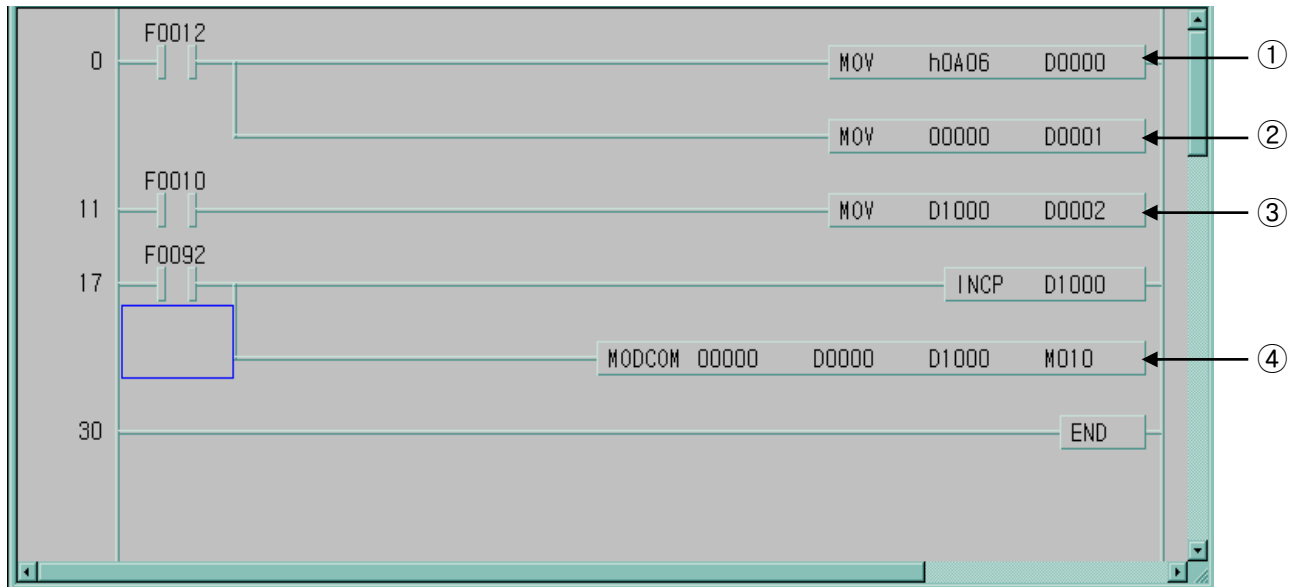 F0012
0 MOV h0A06 D0000 ①
MOV 00000 D0001 ②
F0010
11 MOV D1000 D0002 ③
F0092
17 INCP D1000
MODCOM 00000 D0000 D1000 M010 ④
30 END